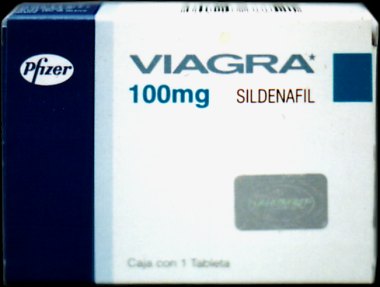 Pfizer
VIAGRA*
100mg SILDENAFIL
Caja con 1 Tableta